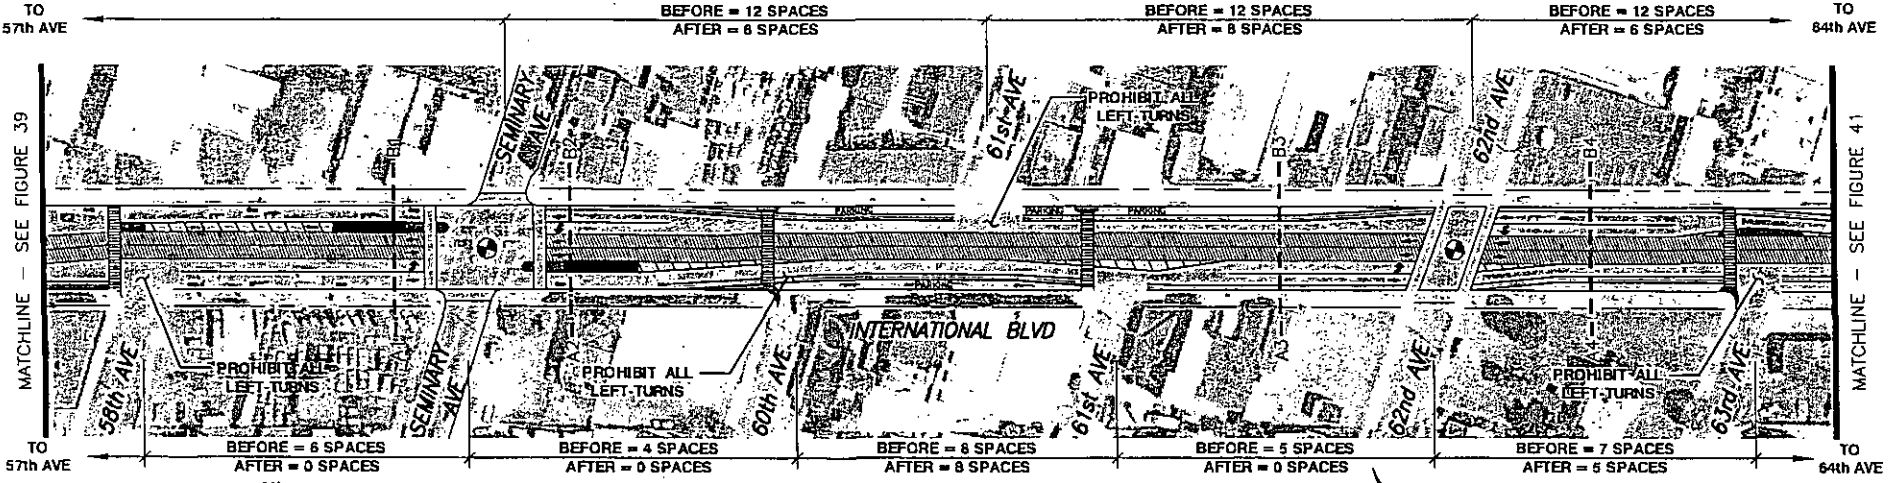 TO
57th AVE
BEFORE = 12 SPACES
AFTER = 6 SPACES
BEFORE = 12 SPACES
AFTER = 8 SPACES
BEFORE = 12 SPACES
AFTER = 6 SPACES
TO
64th AVE
MATCHLINE - SEE FIGURE 39
SEMINARY
AVE
61st AVE
PROHIBIT ALL
LEFT-TURNS
62nd AVE
MATCHLINE - SEE FIGURE 41
B1
B2
B3
B4
PARKING
PARKING
PARKING
PARKING
INTERNATIONAL BLVD
A1
A2
A3
58th AVE
PROHIBIT ALL
LEFT-TURNS
SEMINARY
AVE
PROHIBIT ALL
LEFT-TURNS
60th AVE
61st AVE
62nd AVE
PROHIBIT ALL
LEFT-TURNS
63rd AVE
TO
57th AVE
BEFORE = 6 SPACES
AFTER = 0 SPACES
BEFORE = 4 SPACES
AFTER = 0 SPACES
BEFORE = 8 SPACES
AFTER = 8 SPACES
BEFORE = 5 SPACES
AFTER = 0 SPACES
BEFORE = 7 SPACES
AFTER = 5 SPACES
TO
64th AVE